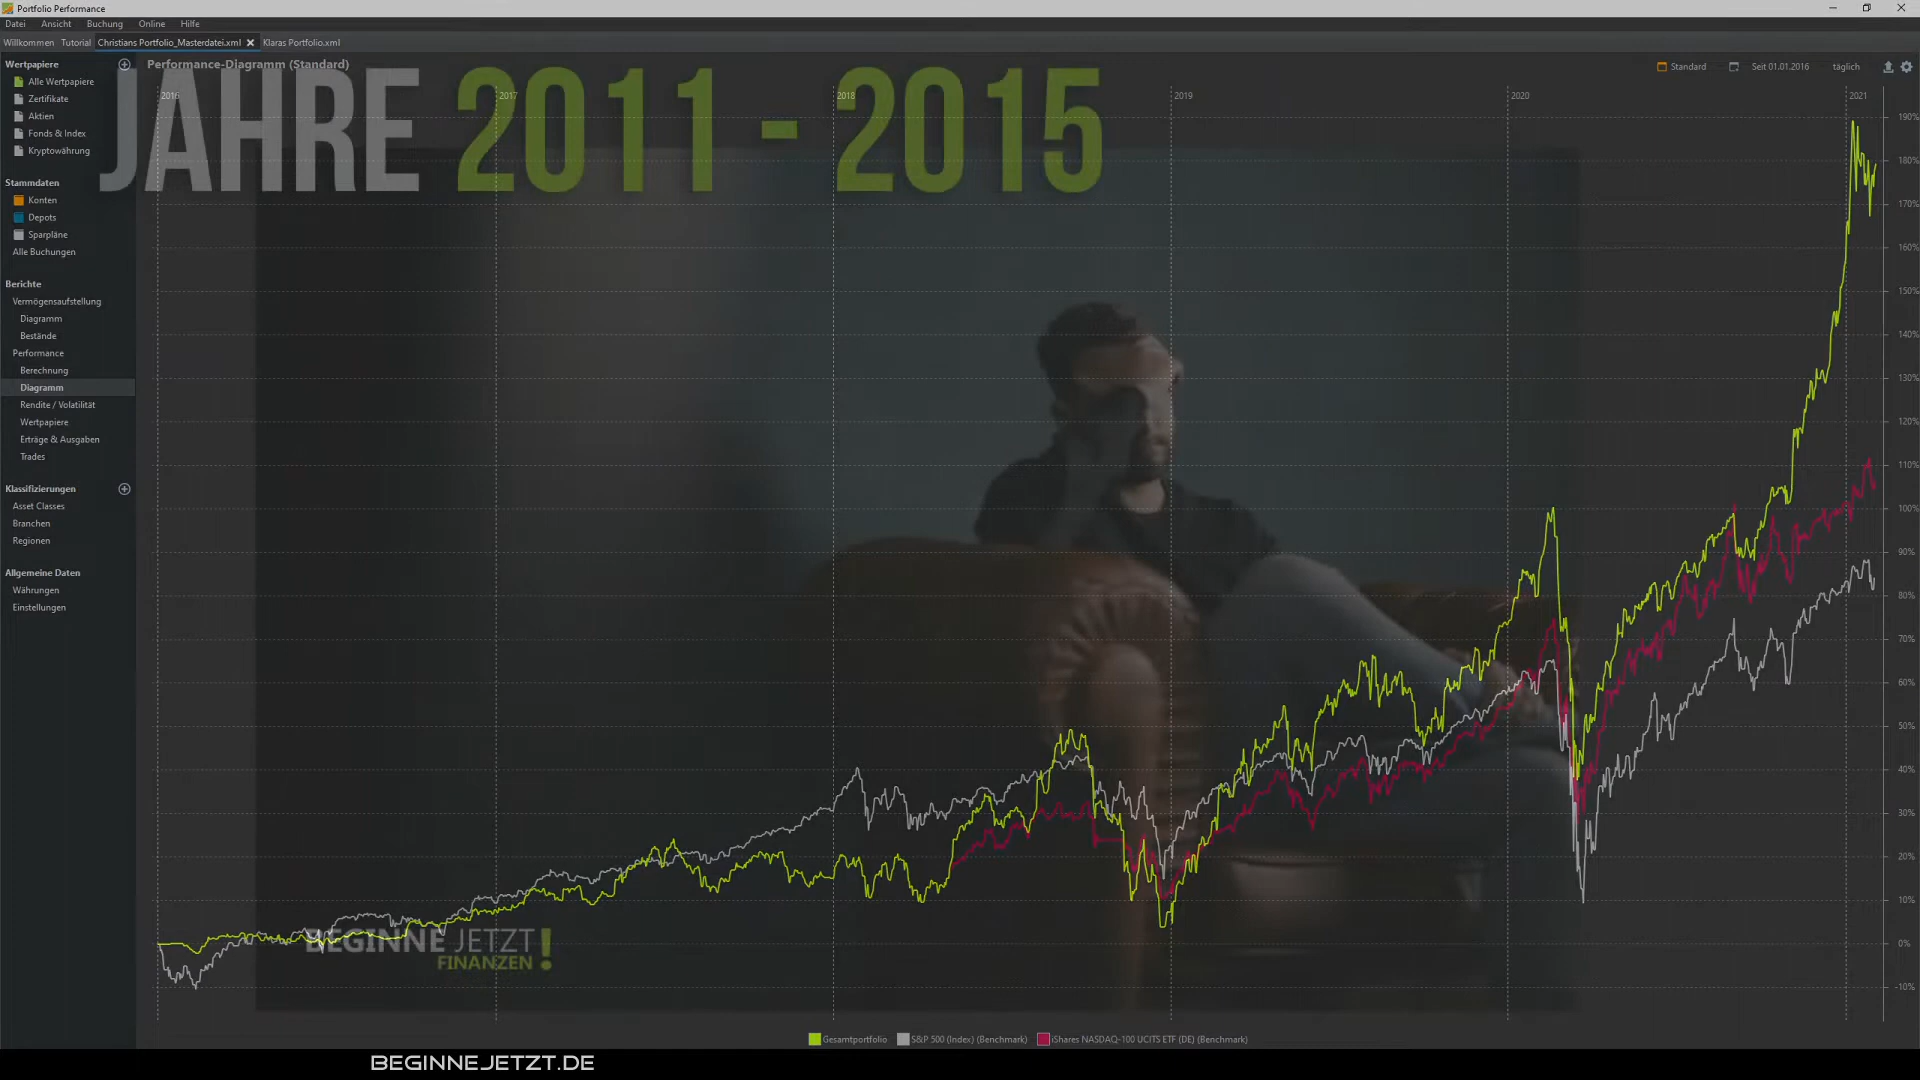 Portfolio Performance
Datei Ansicht Buchung Online Hilfe
Willkommen Tutorial Christians Portfolio_Masterdatei.xml Klaras Portfolio.xml
Wertpapiere
Alle Wertpapiere
Zertifikate
Aktien
Fonds & Index
Kryptowährung
Stammdaten
Konten
Depots
Sparpläne
Alle Buchungen
Berichte
Vermögensaufstellung
Diagramm
Bestände
Performance
Berechnung
Diagramm
Rendite / Volatilität
Wertpapiere
Erträge & Ausgaben
Trades
Klassifizierungen
Asset Classes
Branchen
Regionen
Allgemeine Daten
Währungen
Einstellungen
Performance-Diagramm (Standard)
Standard Seit 01.01.2016 täglich
JAHRE 2011 - 2015
2016 2017 2018 2019 2020 2021
190%
180%
170%
160%
150%
140%
130%
120%
110%
100%
90%
80%
70%
60%
50%
40%
30%
20%
10%
0%
-10%
BEGINNE JETZT!
FINANZEN
Gesamtportfolio S&P 500 (Index) (Benchmark) iShares NASDAQ-100 UCITS ETF (DE) (Benchmark)
BEGINNEJETZT.DE